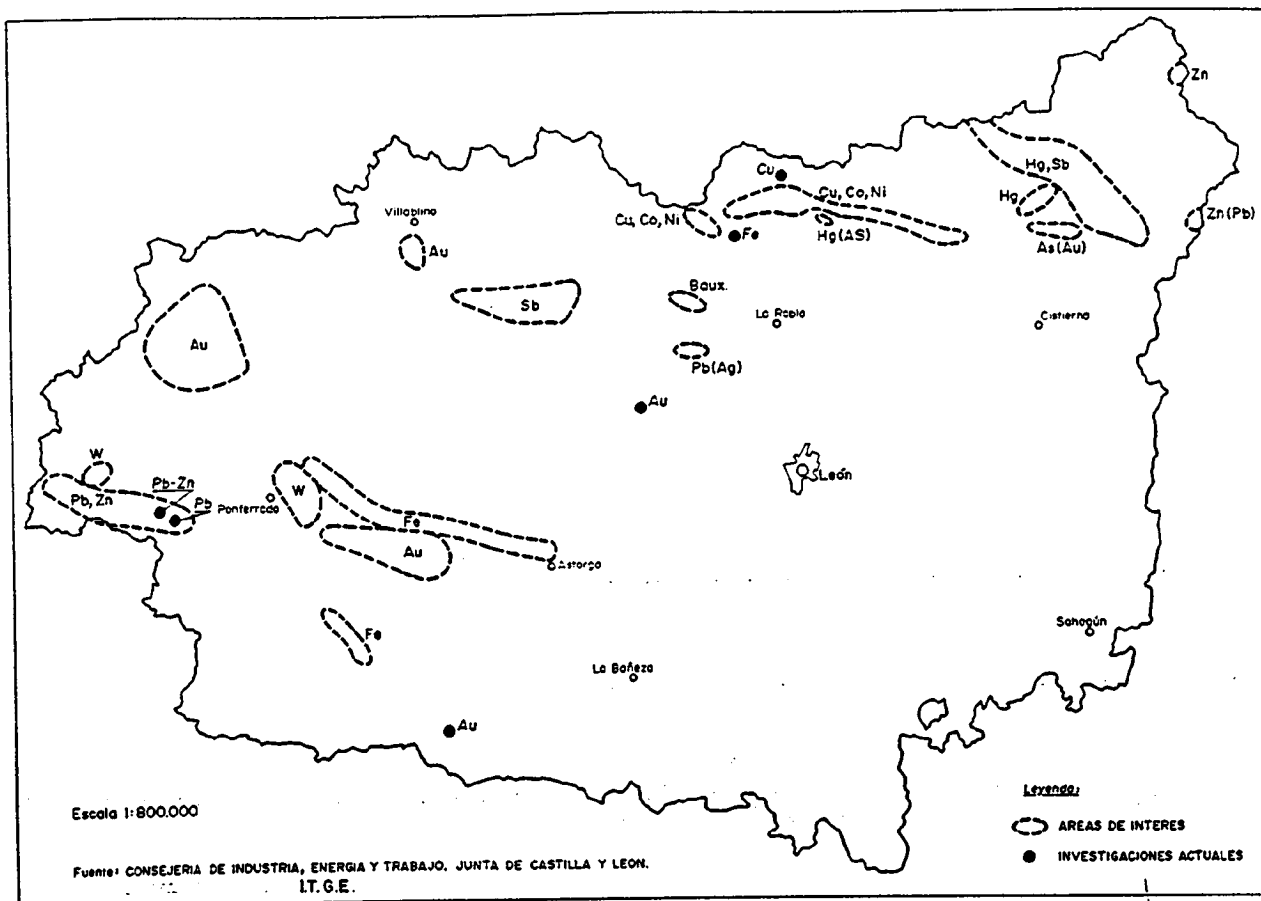 Zn
Hg, Sb
Cu
Cu, Co, Ni
Hg
Villablino
Cu, Co, Ni
Zn (Pb)
Fe
Hg (AS)
As (Au)
Au
Baux.
Sb
La Robla
Cistierna
Au
Pb (Ag)
Au
W
León
Pb-Zn
Pb, Zn
Pb
Ponferrada
W
Fe
Au
Astorga
Fe
Sahagún
La Bañeza
Au
Escala 1:800.000
Leyenda:
AREAS DE INTERES
INVESTIGACIONES ACTUALES
Fuente: CONSEJERIA DE INDUSTRIA, ENERGIA Y TRABAJO. JUNTA DE CASTILLA Y LEON.
I.T.G.E.